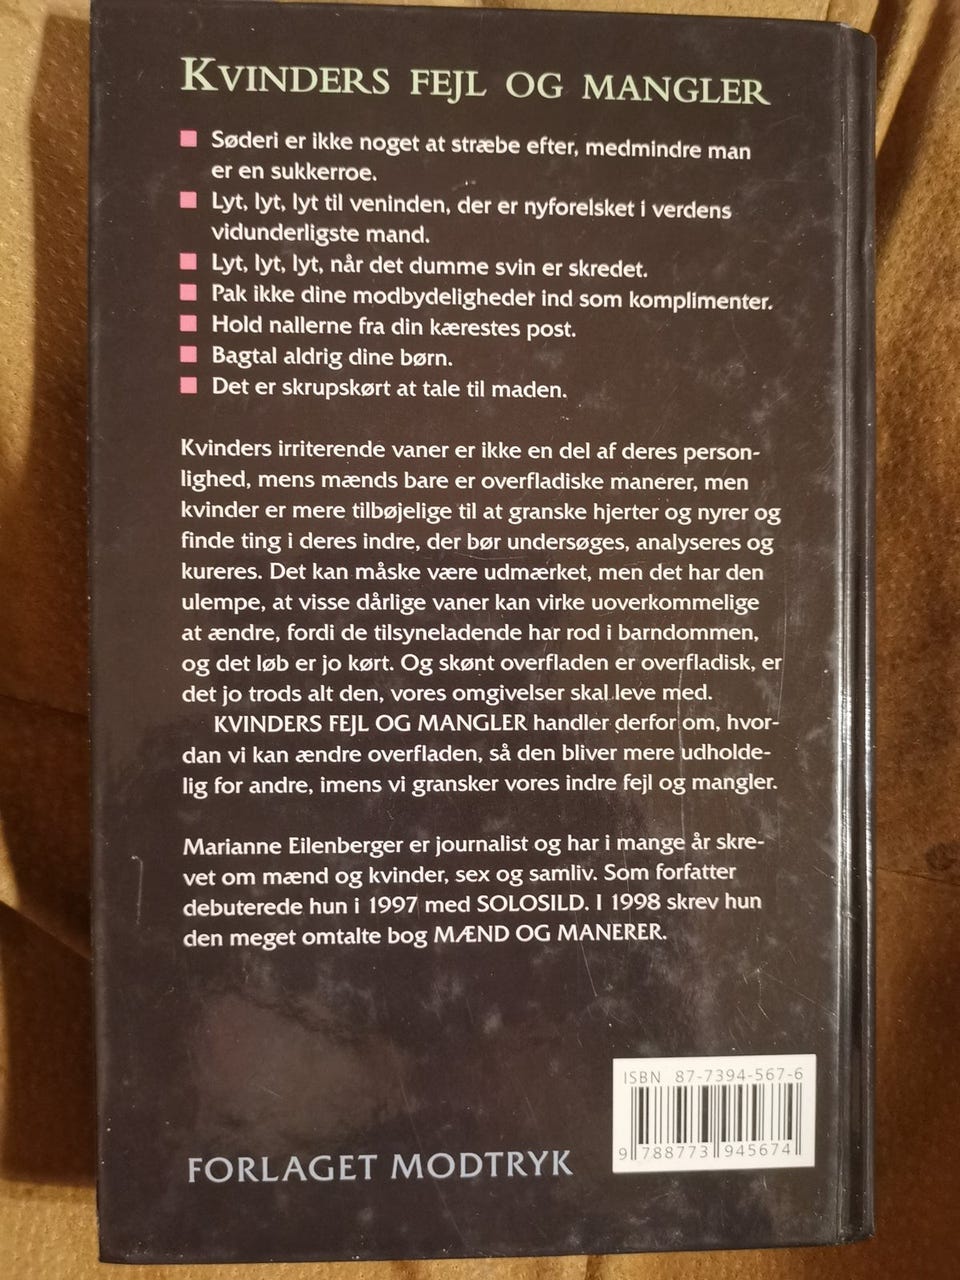 KVINDERS FEJL OG MANGLER
Søderi er ikke noget at stræbe efter, medmindre man
er en sukkerroe.
Lyt, lyt, lyt til veninden, der er nyforelsket i verdens
vidunderligste mand.
Lyt, lyt, lyt, når det dumme svin er skredet.
Pak ikke dine modbydeligheder ind som komplimenter.
Hold nallerne fra din kærestes post.
Bagtal aldrig dine børn.
Det er skrupskørt at tale til maden.
Kvinders irriterende vaner er ikke en del af deres person-
lighed, mens mænds bare er overfladiske manerer, men
kvinder er mere tilbøjelige til at granske hjerter og nyrer og
finde ting i deres indre, der bør undersøges, analyseres og
kureres. Det kan måske være udmærket, men det har den
ulempe, at visse dårlige vaner kan virke uoverkommelige
at ændre, fordi de tilsyneladende har rod i barndommen,
og det løb er jo kørt. Og skønt overfladen er overfladisk, er
det jo trods alt den, vores omgivelser skal leve med.
KVINDERS FEJL OG MANGLER handler derfor om, hvor-
dan vi kan ændre overfladen, så den bliver mere udholde-
lig for andre, imens vi gransker vores indre fejl og mangler.
Marianne Eilenberger er journalist og har i mange år skre-
vet om mænd og kvinder, sex og samliv. Som forfatter
debuterede hun i 1997 med SOLOSILD. I 1998 skrev hun
den meget omtalte bog MÆND OG MANERER.
ISBN 87-7394-567-6
9 788773 945674
FORLAGET MODTRYK